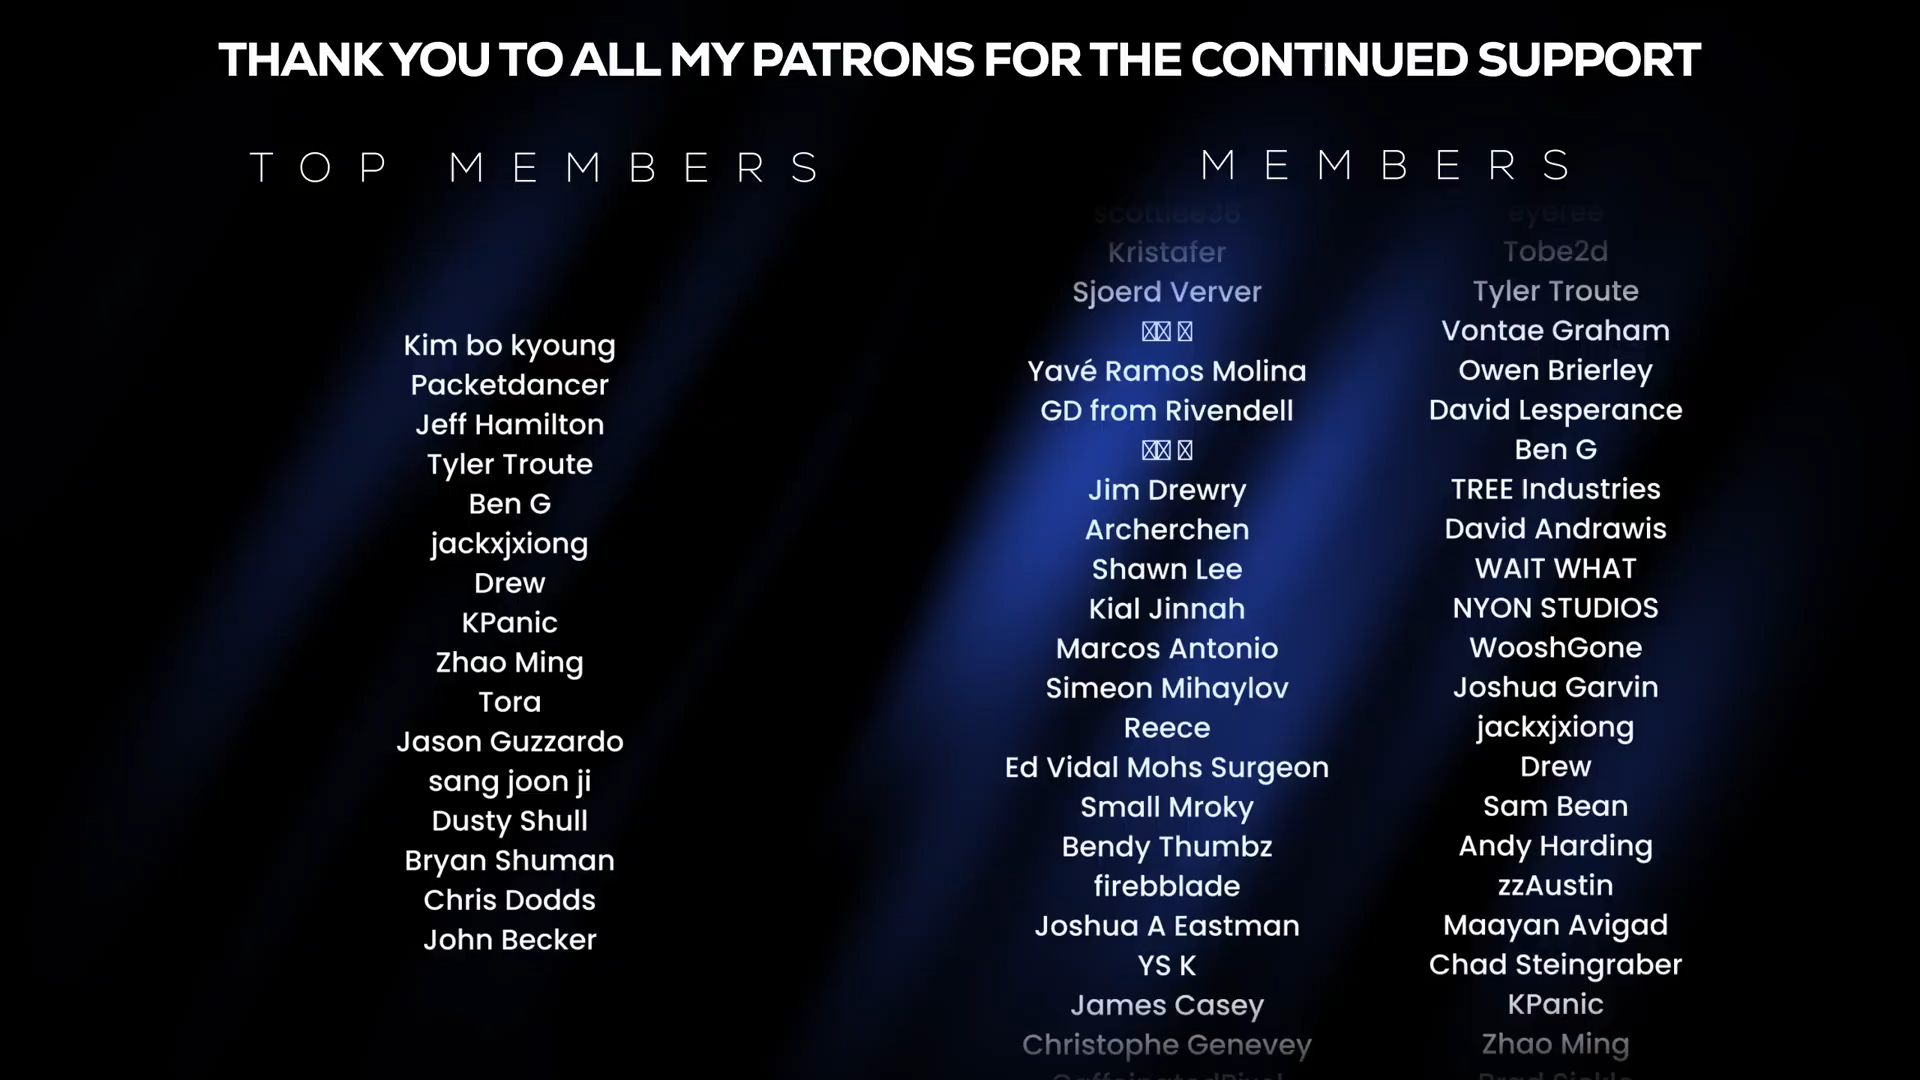 THANK YOU TO ALL MY PATRONS FOR THE CONTINUED SUPPORT
TOP MEMBERS
Kim bo kyoung
Packetdancer
Jeff Hamilton
Tyler Troute
Ben G
jackxjxiong
Drew
KPanic
Zhao Ming
Tora
Jason Guzzardo
sang joon ji
Dusty Shull
Bryan Shuman
Chris Dodds
John Becker
MEMBERS
scottlee38
Kristafer
Sjoerd Verver
Yavé Ramos Molina
GD from Rivendell
Jim Drewry
Archerchen
Shawn Lee
Kial Jinnah
Marcos Antonio
Simeon Mihaylov
Reece
Ed Vidal Mohs Surgeon
Small Mroky
Bendy Thumbz
firebblade
Joshua A Eastman
YS K
James Casey
Christophe Genevey
eyeree
Tobe2d
Tyler Troute
Vontae Graham
Owen Brierley
David Lesperance
Ben G
TREE Industries
David Andrawis
WAIT WHAT
NYON STUDIOS
WooshGone
Joshua Garvin
jackxjxiong
Drew
Sam Bean
Andy Harding
zzAustin
Maayan Avigad
Chad Steingraber
KPanic
Zhao Ming